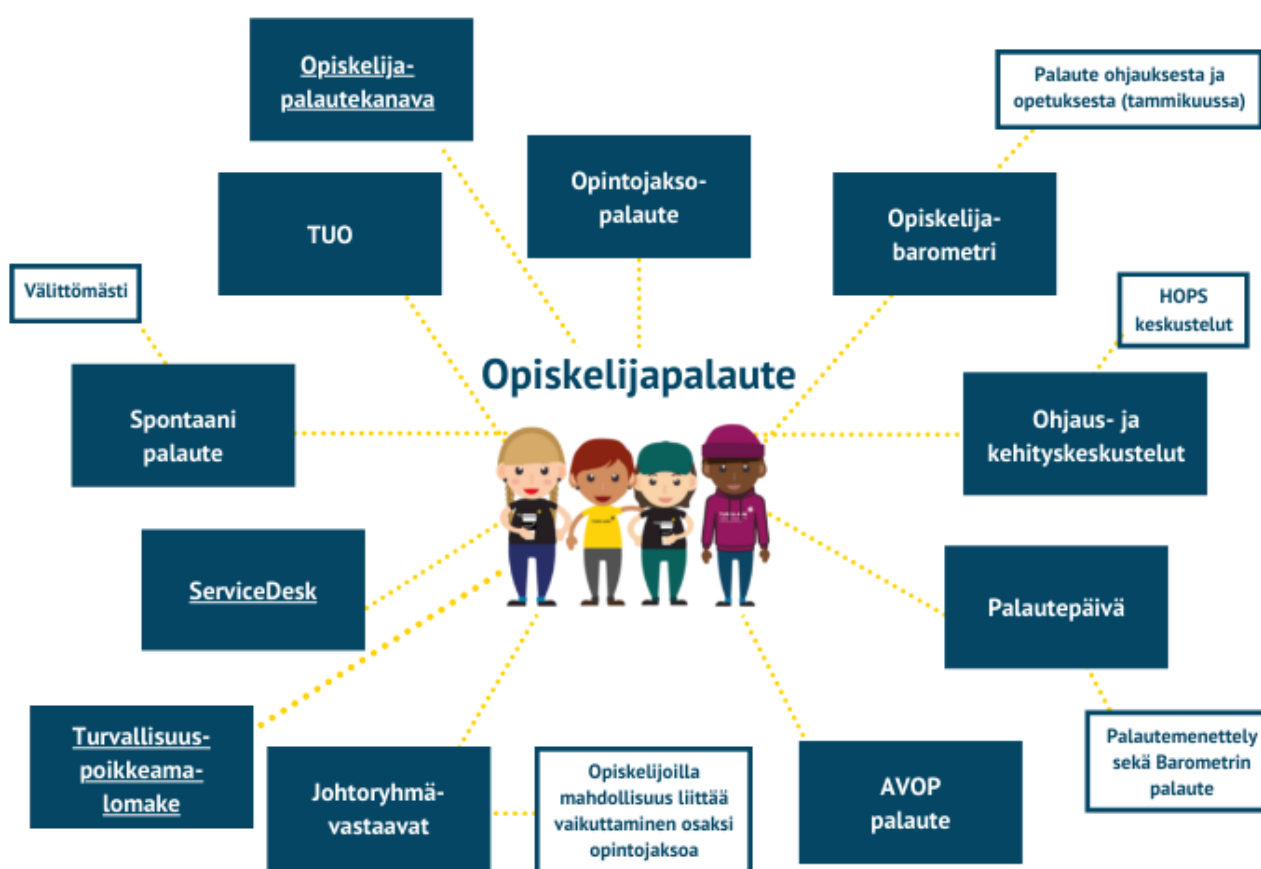 Opiskelija-
palautekanava
Palaute ohjauksesta ja
opetuksesta (tammikuussa)
Opintojakso-
palaute
TUO
Opiskelija-
barometri
Välittömästi
HOPS
keskustelut
Opiskelijapalaute
Spontaani
palaute
Ohjaus- ja
kehityskeskustelut
ServiceDesk
Palautepäivä
Turvallisuus-
poikkeama-
lomake
Johtoryhmä-
vastaavat
Opiskelijoilla
mahdollisuus liittää
vaikuttaminen osaksi
opintojaksoa
AVOP
palaute
Palautemenettely
sekä Barometrin
palaute